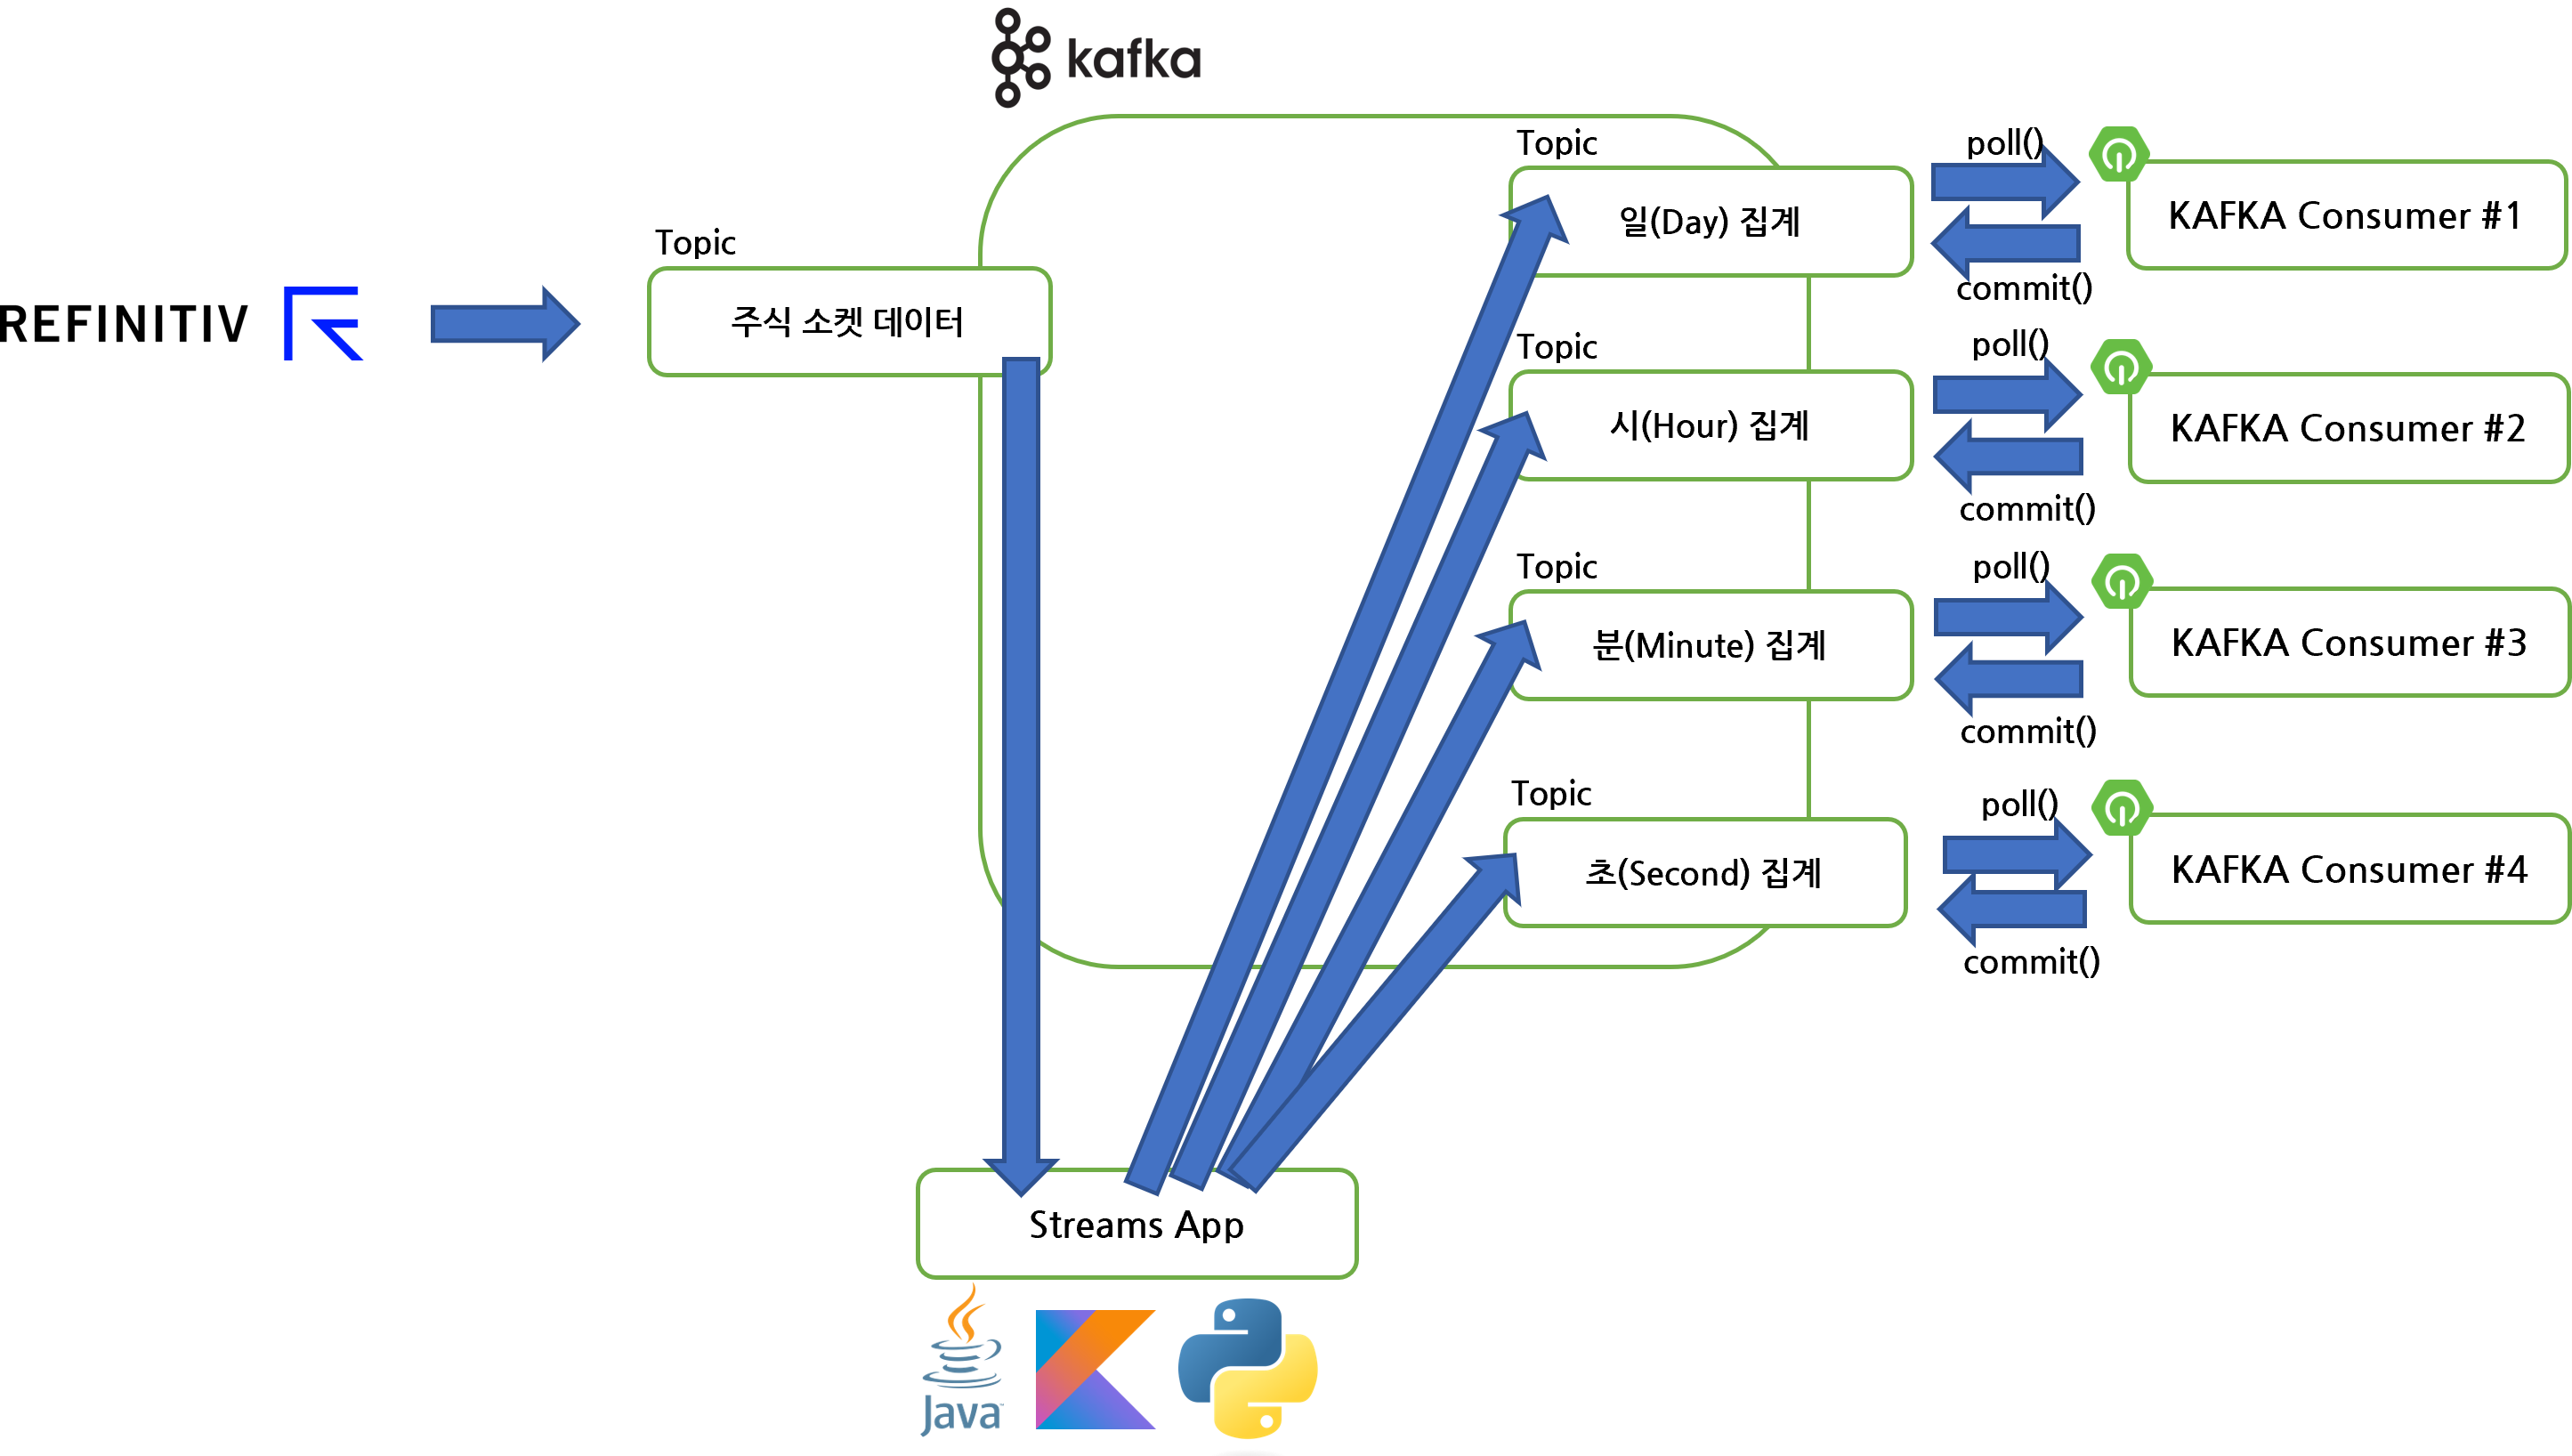 kafka
REFINITIV
Topic
주식 소켓 데이터
Topic
일(Day) 집계
poll()
commit()
KAFKA Consumer #1
Topic
시(Hour) 집계
poll()
commit()
KAFKA Consumer #2
Topic
분(Minute) 집계
poll()
commit()
KAFKA Consumer #3
Topic
초(Second) 집계
poll()
commit()
KAFKA Consumer #4
Streams App
Java